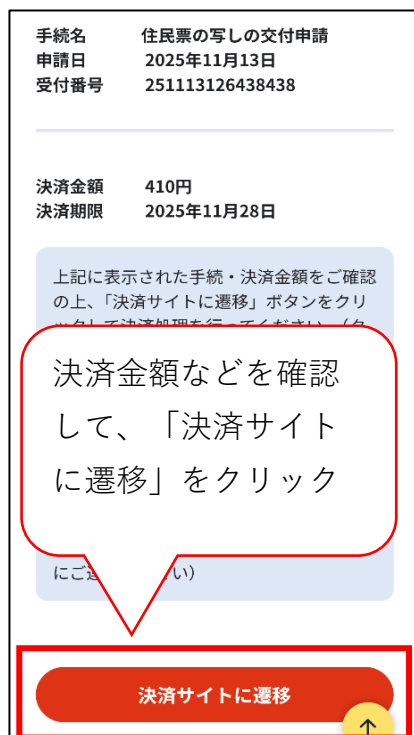 手続名 住民票の写しの交付申請
申請日 2025年11月13日
受付番号 251113126438438
決済金額 410円
決済期限 2025年11月28日
上記に表示された手続・決済金額をご確認
の上、「決済サイトに遷移」ボタンをクリ
決済金額などを確認
して、「決済サイト
に遷移」をクリック
にご い）
決済サイトに遷移
↑